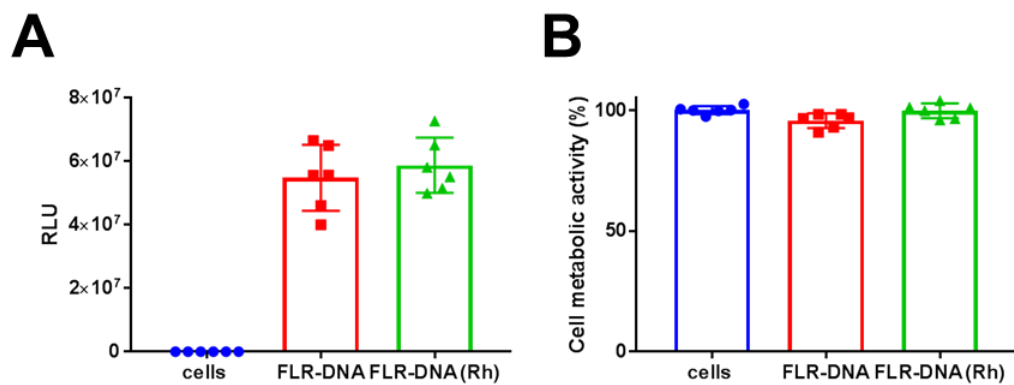 A
RLU
8×10⁷
6×10⁷
4×10⁷
2×10⁷
0
cells FLR-DNA FLR-DNA (Rh)
B
Cell metabolic activity (%)
100
50
0
cells FLR-DNA FLR-DNA (Rh)